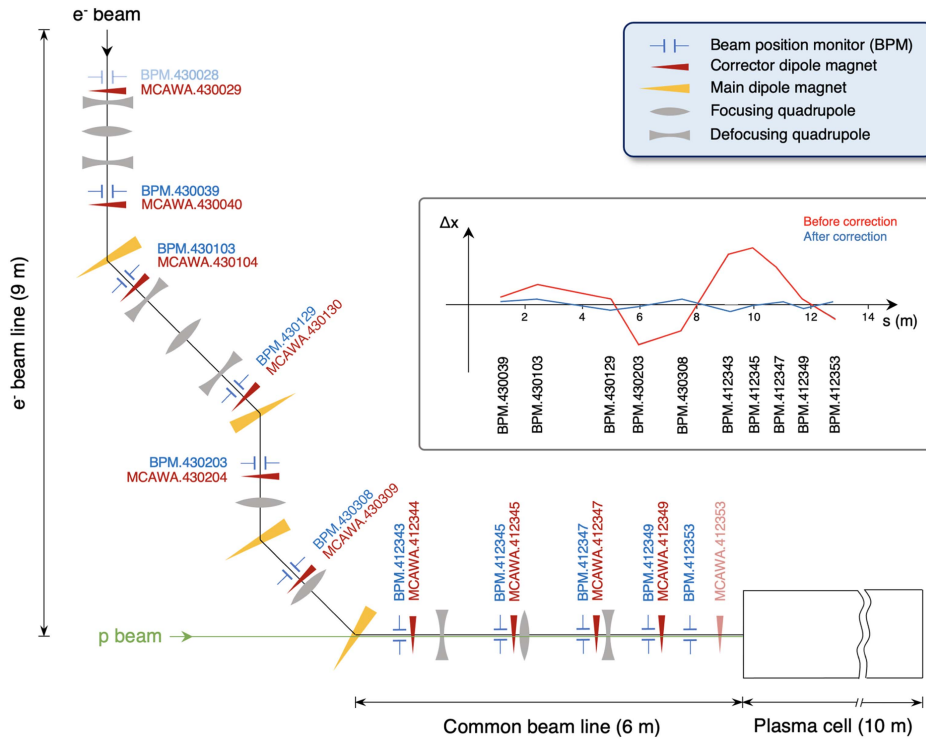 e⁻ beam
BPM.430028
MCAWA.430029
BPM.430039
MCAWA.430040
BPM.430103
MCAWA.430104
BPM.430129
MCAWA.430130
BPM.430203
MCAWA.430204
BPM.430308
MCAWA.430309
e⁻ beam line (9 m)
p beam
BPM.412343
MCAWA.412344
BPM.412345
MCAWA.412345
BPM.412347
MCAWA.412347
BPM.412349
MCAWA.412349
BPM.412353
MCAWA.412353
Common beam line (6 m)
Plasma cell (10 m)
Beam position monitor (BPM)
Corrector dipole magnet
Main dipole magnet
Focusing quadrupole
Defocusing quadrupole
Δx
Before correction
After correction
2 4 6 8 10 12 14
s (m)
BPM.430039
BPM.430103
BPM.430129
BPM.430203
BPM.430308
BPM.412343
BPM.412345
BPM.412347
BPM.412349
BPM.412353